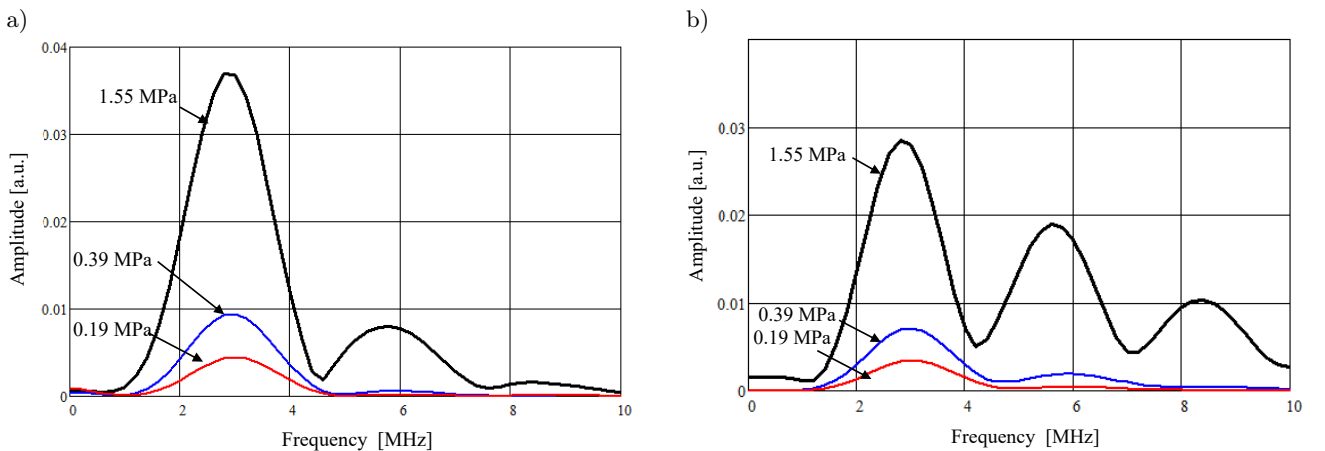 a)
0.04
1.55 MPa
0.03
Amplitude [a.u.]
0.02
0.39 MPa
0.01
0.19 MPa
0
0 2 4 6 8 10
Frequency [MHz]
b)
0.03
1.55 MPa
Amplitude [a.u.]
0.02
0.01
0.39 MPa
0.19 MPa
0
0 2 4 6 8 10
Frequency [MHz]